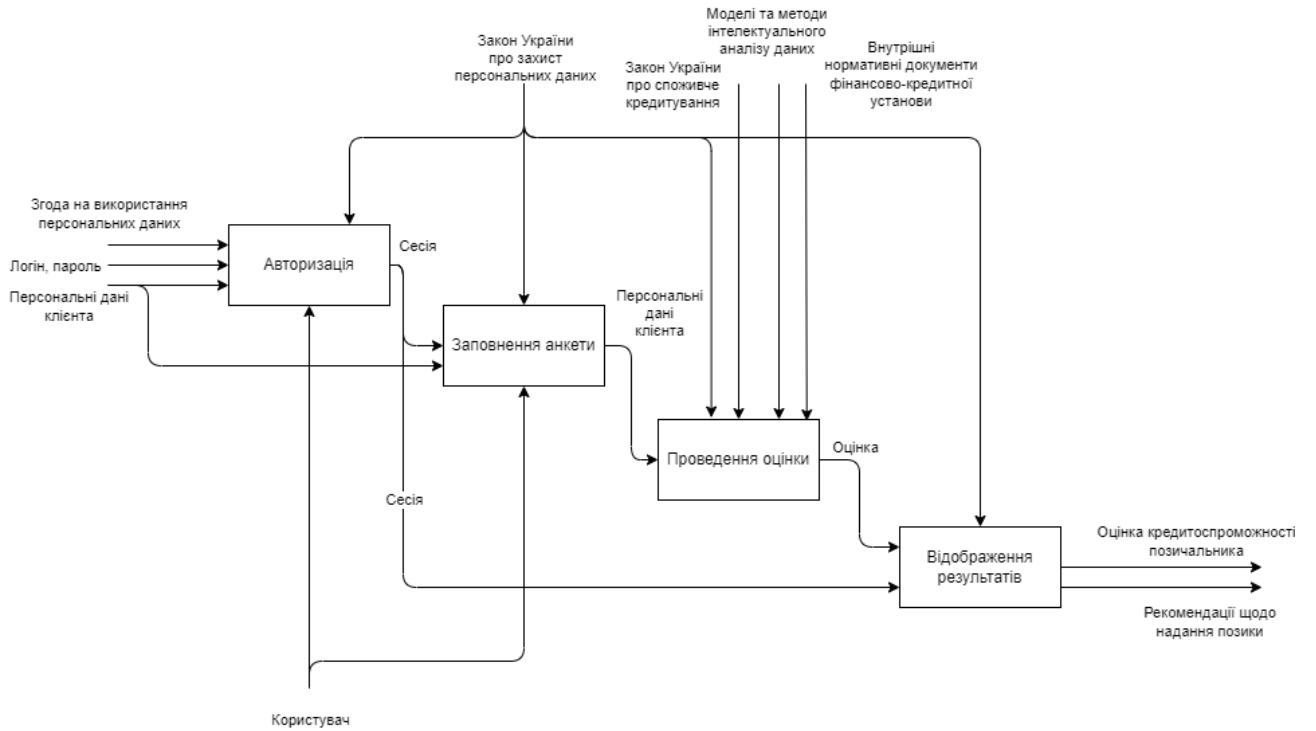 Моделі та методи
інтелектуального
аналізу даних
Закон України
про захист
персональних даних
Закон України
про споживче
кредитування
Внутрішні
нормативні документи
фінансово-кредитної
установи
Згода на використання
персональних даних
Логін, пароль
Персональні дані
клієнта
Авторизація
Сесія
Заповнення анкети
Персональні
дані
клієнта
Проведення оцінки
Оцінка
Сесія
Відображення
результатів
Оцінка кредитоспроможності
позичальника
Рекомендації щодо
надання позики
Користувач